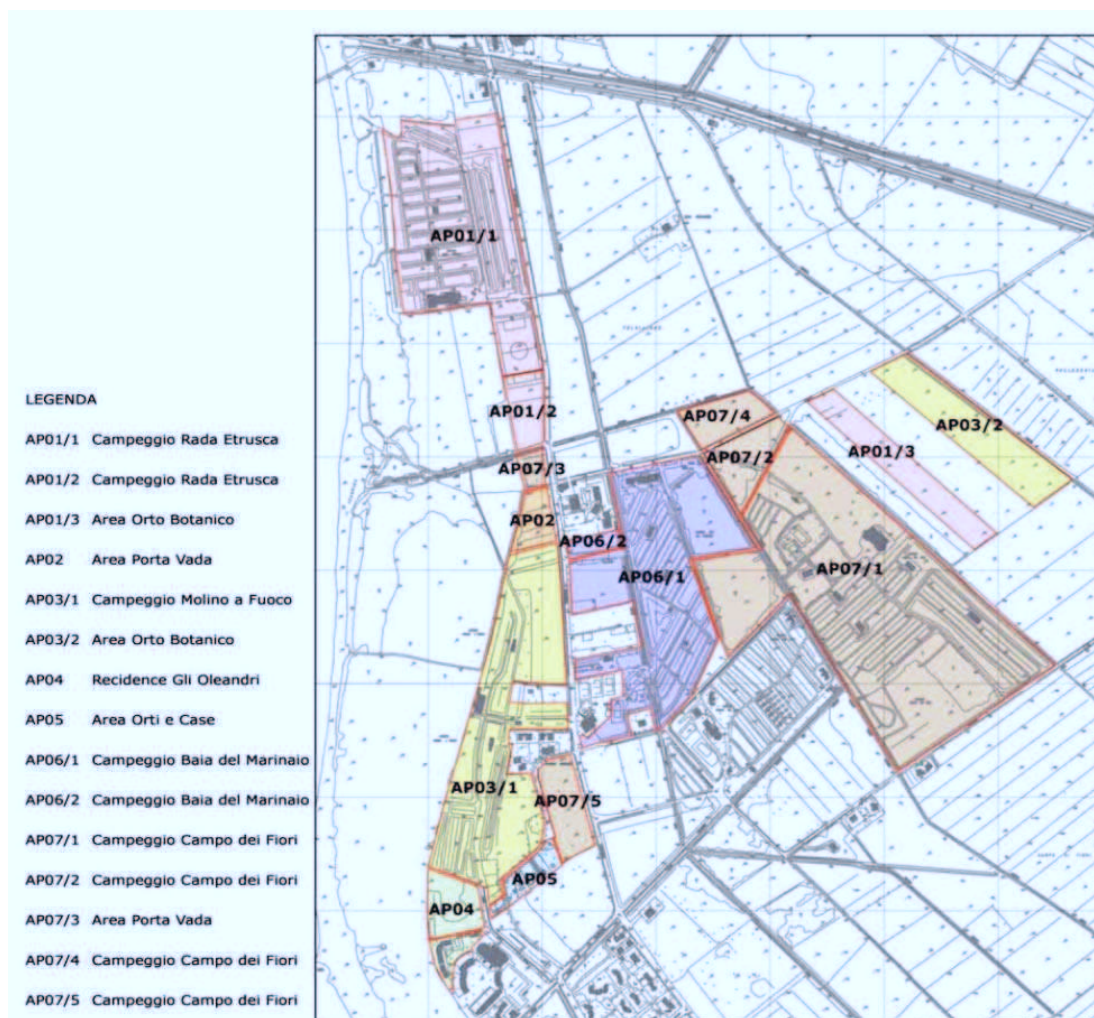 LEGENDA
AP01/1 Campeggio Rada Etrusca
AP01/2 Campeggio Rada Etrusca
AP01/3 Area Orto Botanico
AP02 Area Porta Vada
AP03/1 Campeggio Molino a Fuoco
AP03/2 Area Orto Botanico
AP04 Recidence Gli Oleandri
AP05 Area Orti e Case
AP06/1 Campeggio Baia del Marinaio
AP06/2 Campeggio Baia del Marinaio
AP07/1 Campeggio Campo dei Fiori
AP07/2 Campeggio Campo dei Fiori
AP07/3 Area Porta Vada
AP07/4 Campeggio Campo dei Fiori
AP07/5 Campeggio Campo dei Fiori
AP01/1
AP01/2
AP07/4
AP03/2
AP01/3
AP07/2
AP07/3
AP02
AP06/2
AP06/1
AP07/1
AP03/1
AP07/5
AP05
AP04